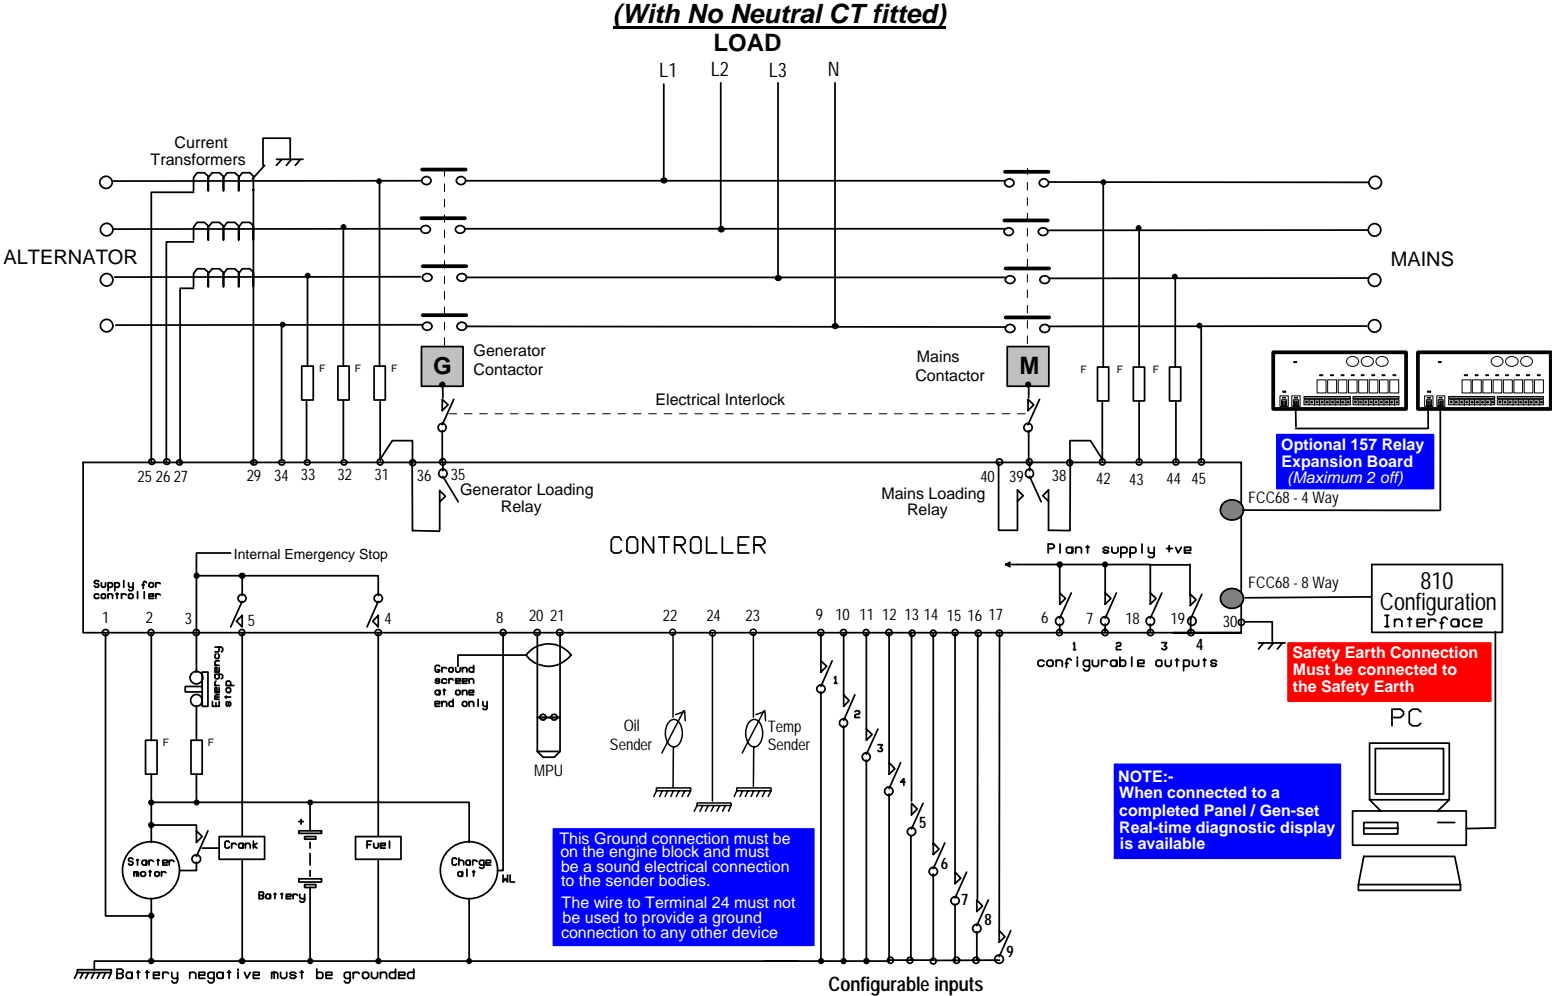 (With No Neutral CT fitted)
LOAD
L1 L2 L3 N
Current
Transformers
ALTERNATOR
MAINS
G
Generator
Contactor
Mains
Contactor
M
F F F
F F F
Electrical Interlock
Optional 157 Relay
Expansion Board
(Maximum 2 off)
25 26 27 29 34 33 32 31 36 35
40 39 38 42 43 44 45
Generator Loading
Relay
Mains Loading
Relay
FCC68 - 4 Way
CONTROLLER
Internal Emergency Stop
Plant supply +ve
Supply for
controller
FCC68 - 8 Way
810
Configuration
Interface
1 2 3 5 4 8 20 21 22 24 23 9 10 11 12 13 14 15 16 17 6 7 18 19 30
1 2 3 4
configurable outputs
Safety Earth Connection
Must be connected to
the Safety Earth
Emergency
stop
Ground
screen
at one
end only
Oil
Sender
Temp
Sender
MPU
F F
1
2
3
4
5
6
7
8
9
PC
NOTE:-
When connected to a
completed Panel / Gen-set
Real-time diagnostic display
is available
Starter
motor
Crank
+
Battery
Fuel
Charge
alt
WL
This Ground connection must be
on the engine block and must
be a sound electrical connection
to the sender bodies.
The wire to Terminal 24 must not
be used to provide a ground
connection to any other device
Battery negative must be grounded
Configurable inputs